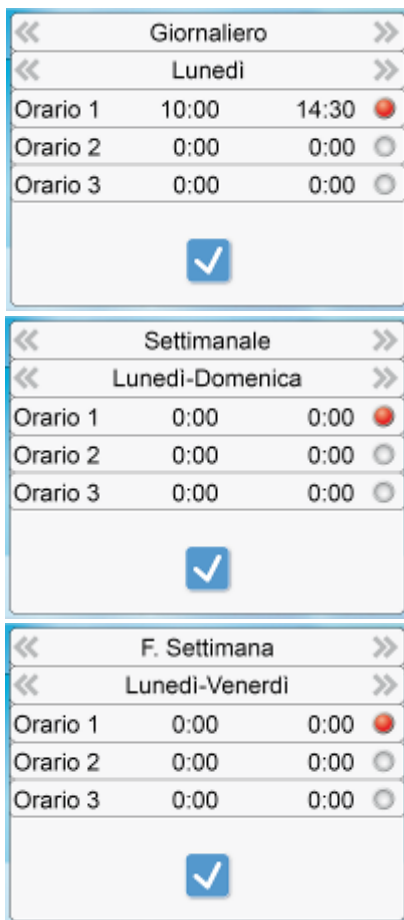 Giornaliero
Lunedì
Orario 1 10:00 14:30
Orario 2 0:00 0:00
Orario 3 0:00 0:00
Settimanale
Lunedì-Domenica
Orario 1 0:00 0:00
Orario 2 0:00 0:00
Orario 3 0:00 0:00
F. Settimana
Lunedì-Venerdì
Orario 1 0:00 0:00
Orario 2 0:00 0:00
Orario 3 0:00 0:00